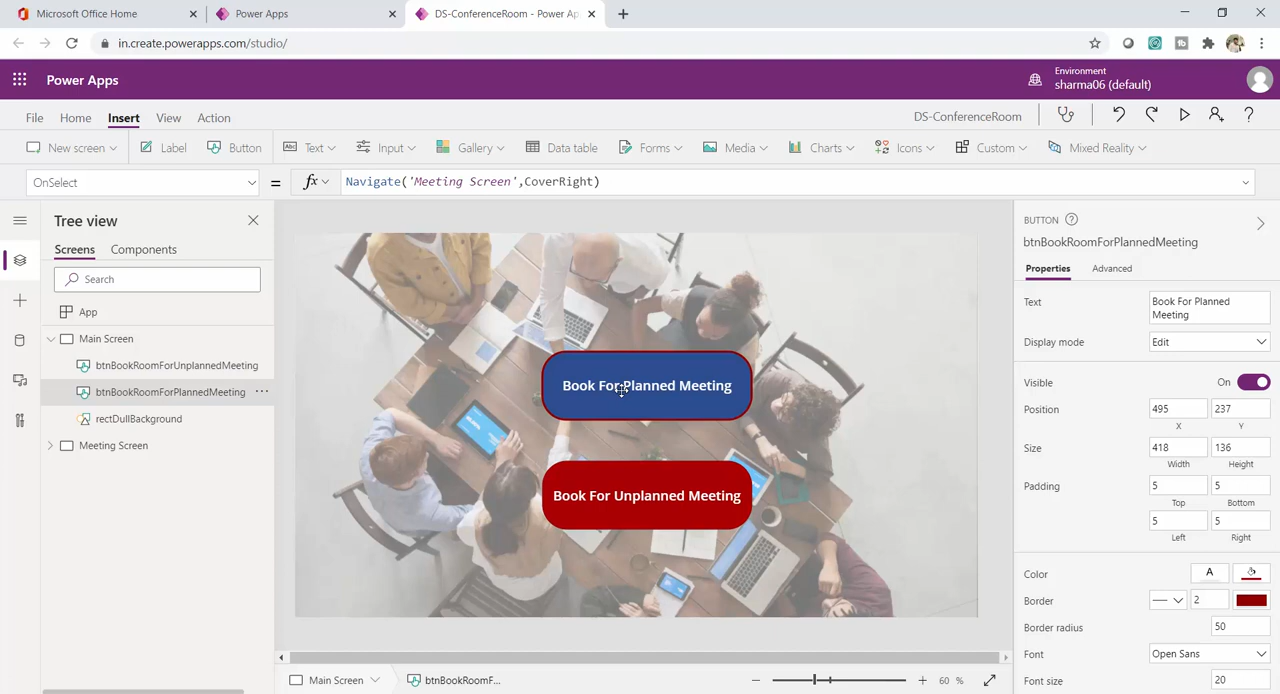 Microsoft Office Home
Power Apps
DS-ConferenceRoom - Power Ap
in.create.powerapps.com/studio/
Power Apps
Environment
sharma06 (default)
File
Home
Insert
View
Action
DS-ConferenceRoom
New screen
Label
Button
Text
Input
Gallery
Data table
Forms
Media
Charts
Icons
Custom
Mixed Reality
OnSelect
=
fx
Navigate('Meeting Screen',CoverRight)
Tree view
Screens
Components
Search
App
Main Screen
btnBookRoomForUnplannedMeeting
btnBookRoomForPlannedMeeting
rectDullBackground
Meeting Screen
Book For Planned Meeting
Book For Unplanned Meeting
BUTTON
btnBookRoomForPlannedMeeting
Properties
Advanced
Text
Book For Planned
Meeting
Display mode
Edit
Visible
On
Position
495
237
X
Y
Size
418
136
Width
Height
Padding
5
5
Top
Bottom
5
5
Left
Right
Color
A
Border
2
Border radius
50
Font
Open Sans
Font size
20
Main Screen
btnBookRoomF...
60 %